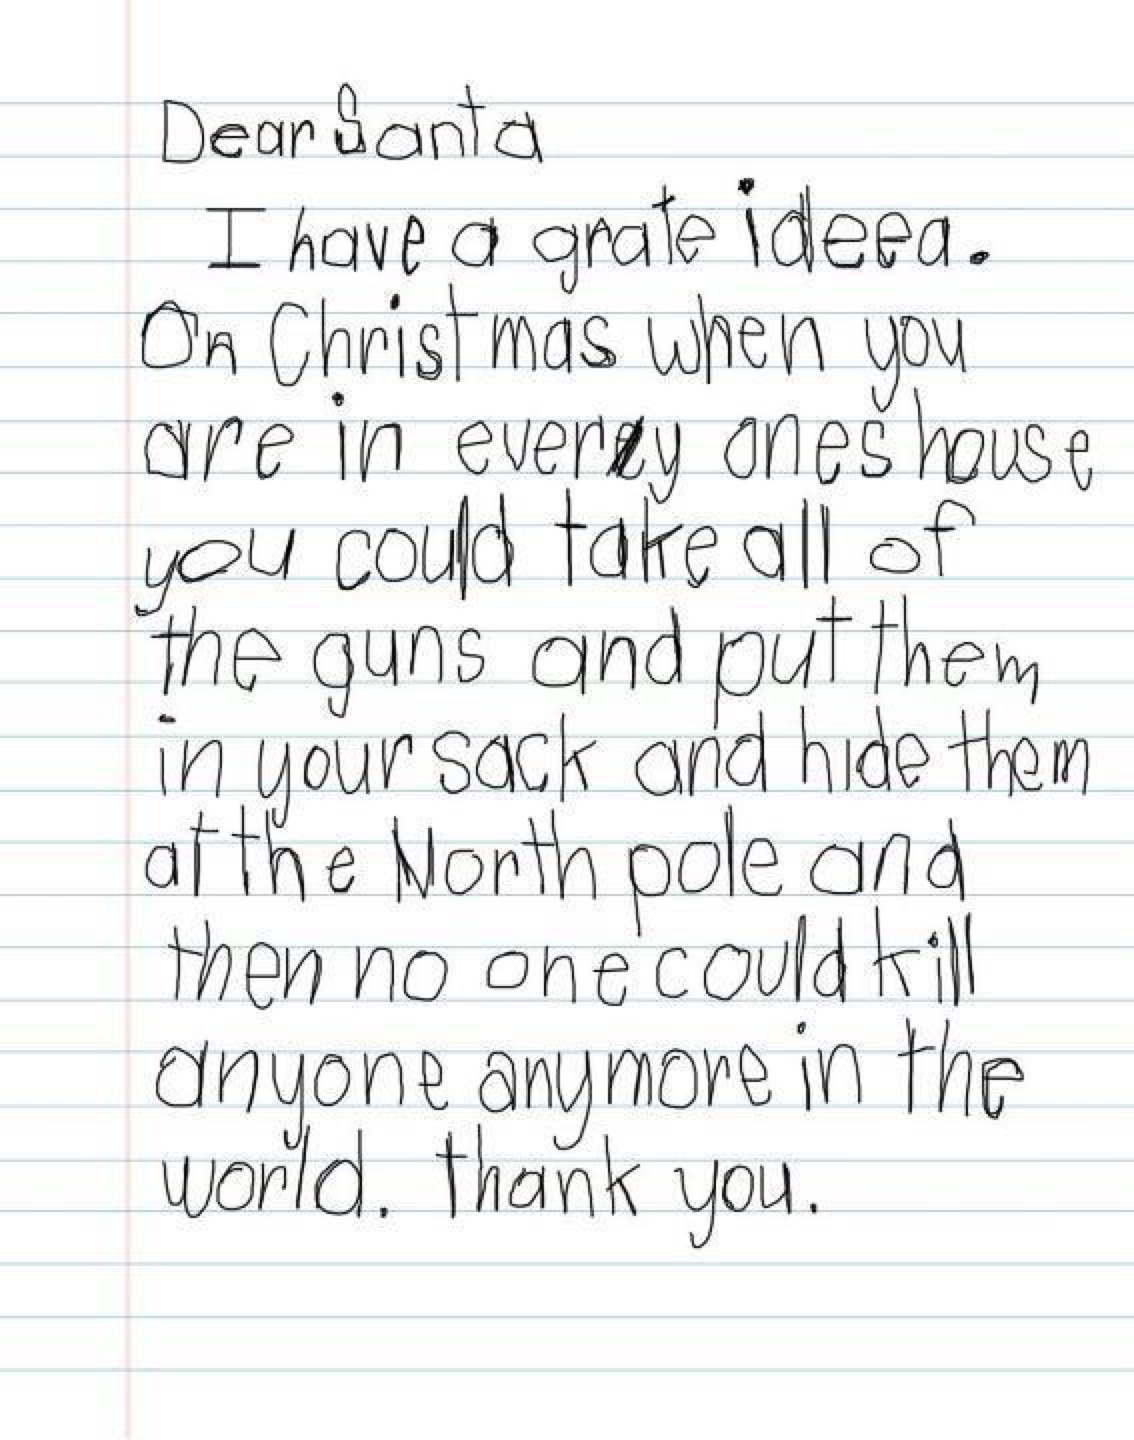 Dear Santa
I have a grate ideea.
On Christmas when you
are in everey ones house
you could take all of
the guns and put them
in your sack and hide them
at the North pole and
then no one could kill
anyone anymore in the
world. thank you.